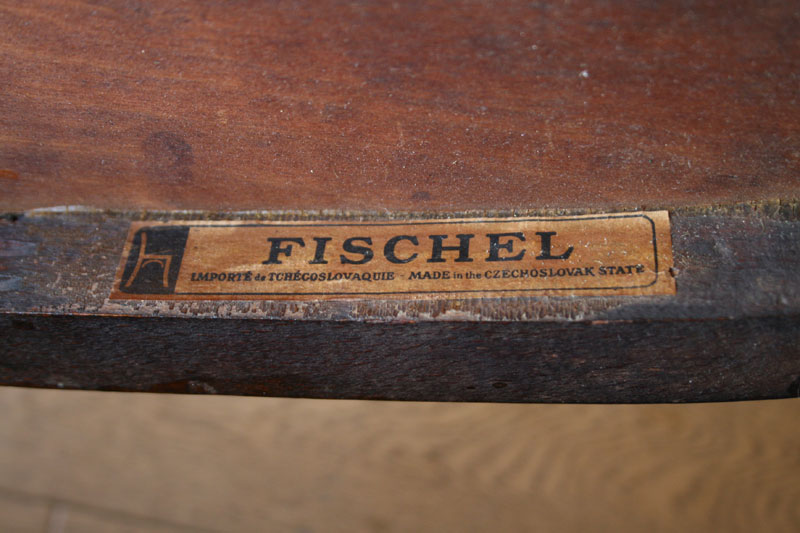 FISCHEL
IMPORTÉ de TCHÉCOSLOVAQUIE - MADE in the CZECHOSLOVAK STATE